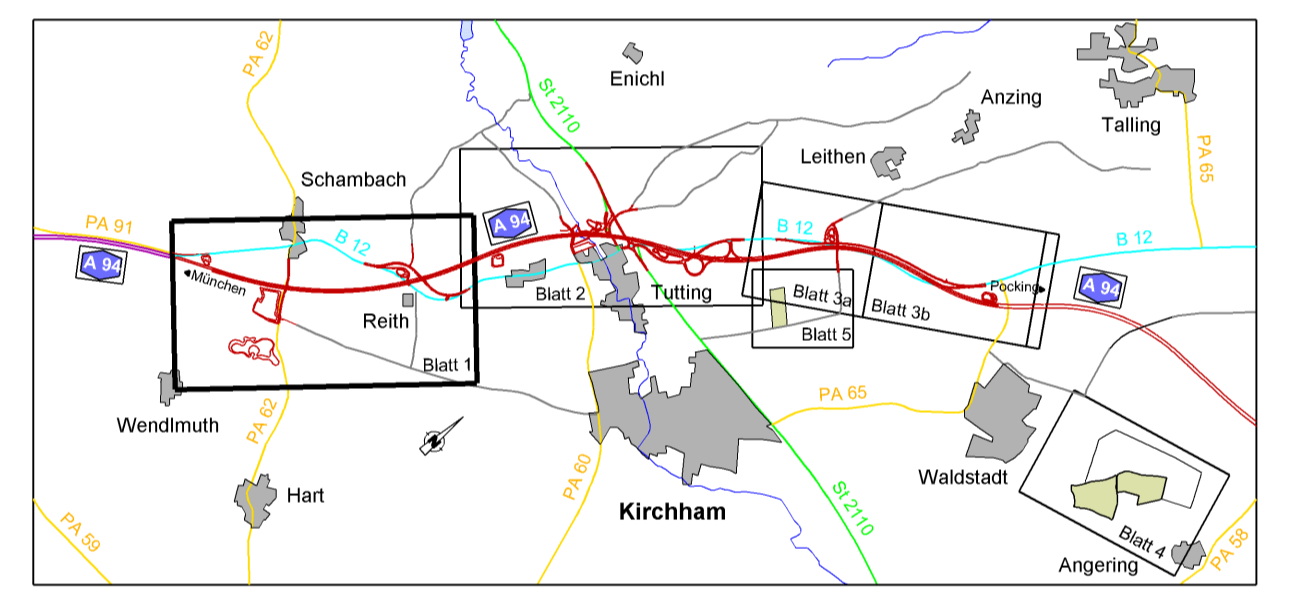 PA 62
Enichl
St 2110
Anzing
Talling
Leithen
PA 65
Schambach
PA 91
A 94
B 12
A 94
B 12
B 12
München
Blatt 2
Tutting
Blatt 3a
Blatt 3b
Pocking
A 94
Reith
Blatt 5
Blatt 1
Wendlmuth
PA 62
PA 65
Hart
PA 60
Kirchham
Waldstadt
St 2110
Blatt 4
PA 59
Angering
PA 58
N